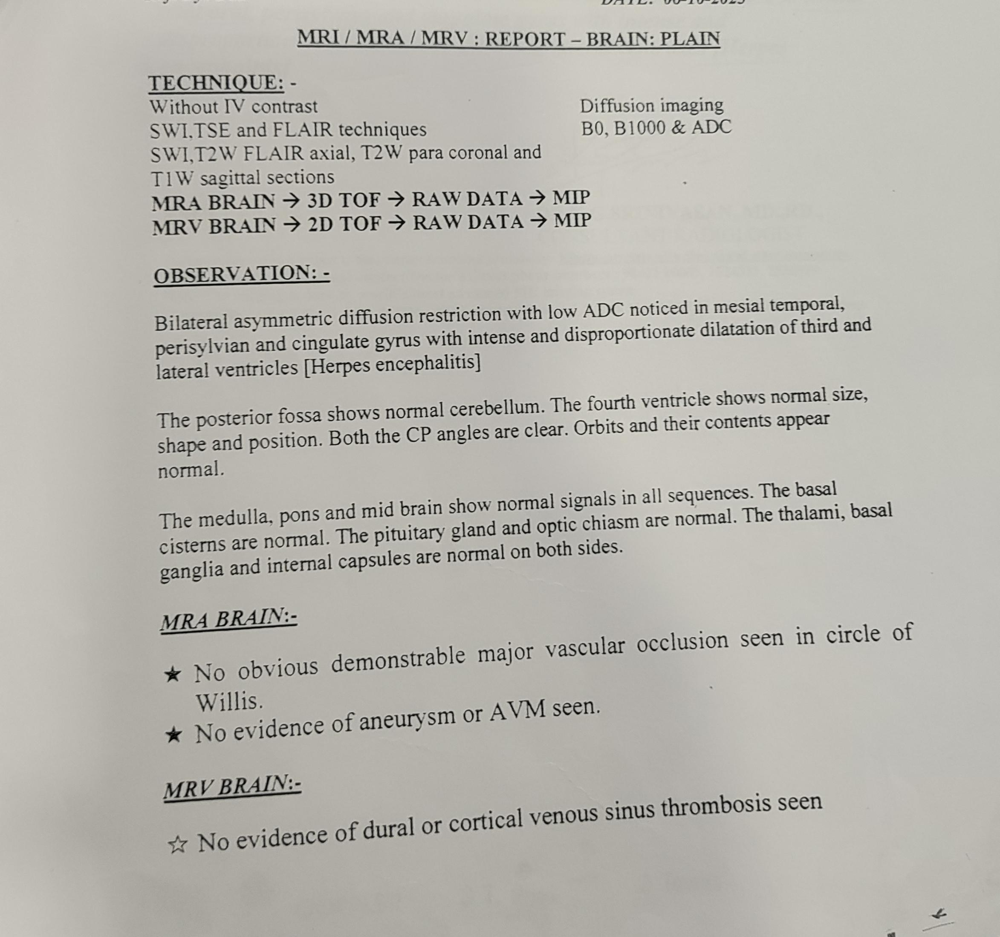 MRI / MRA / MRV : REPORT – BRAIN: PLAIN
TECHNIQUE: -
Without IV contrast
Diffusion imaging
SWI,TSE and FLAIR techniques
B0, B1000 & ADC
SWI,T2W FLAIR axial, T2W para coronal and
T1W sagittal sections
MRA BRAIN → 3D TOF → RAW DATA → MIP
MRV BRAIN → 2D TOF → RAW DATA → MIP
OBSERVATION: -
Bilateral asymmetric diffusion restriction with low ADC noticed in mesial temporal,
perisylvian and cingulate gyrus with intense and disproportionate dilatation of third and
lateral ventricles [Herpes encephalitis]
The posterior fossa shows normal cerebellum. The fourth ventricle shows normal size,
shape and position. Both the CP angles are clear. Orbits and their contents appear
normal.
The medulla, pons and mid brain show normal signals in all sequences. The basal
cisterns are normal. The pituitary gland and optic chiasm are normal. The thalami, basal
ganglia and internal capsules are normal on both sides.
MRA BRAIN:-
★ No obvious demonstrable major vascular occlusion seen in circle of
Willis.
★ No evidence of aneurysm or AVM seen.
MRV BRAIN:-
☆ No evidence of dural or cortical venous sinus thrombosis seen